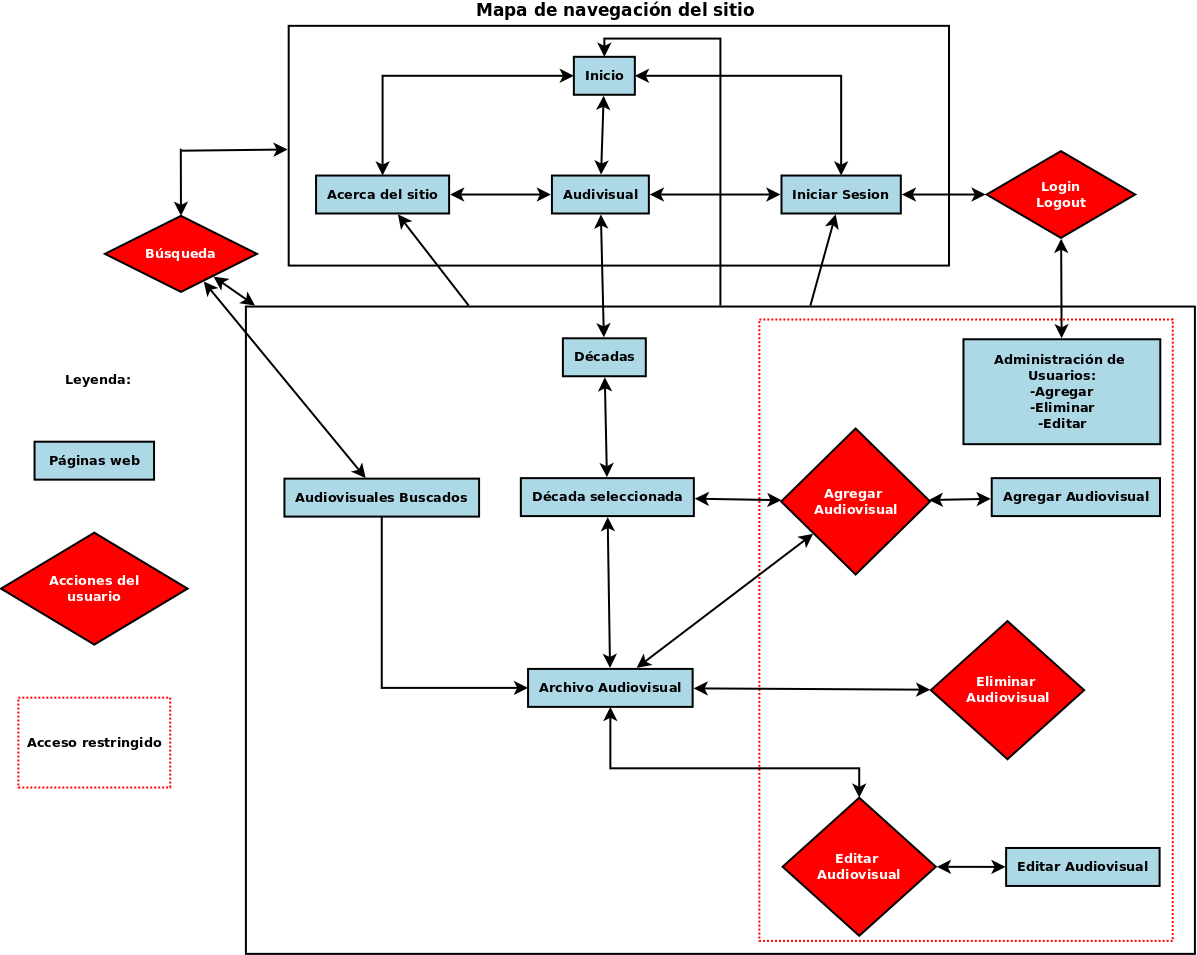 Mapa de navegación del sitio
Inicio
Acerca del sitio
Audivisual
Iniciar Sesion
Login
Logout
Búsqueda
Décadas
Administración de
Usuarios:
-Agregar
-Eliminar
-Editar
Leyenda:
Páginas web
Audiovisuales Buscados
Década seleccionada
Agregar
Audiovisual
Agregar Audiovisual
Acciones del
usuario
Archivo Audiovisual
Eliminar
Audiovisual
Acceso restringido
Editar
Audiovisual
Editar Audiovisual